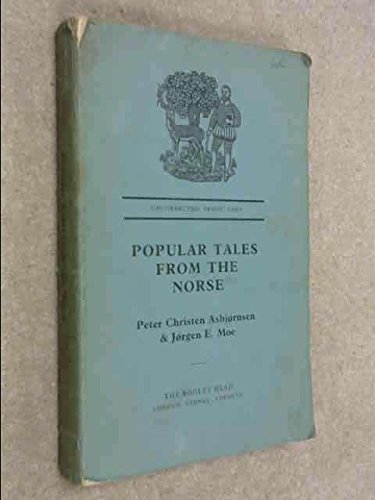 UNCORRECTED PROOF COPY
POPULAR TALES
FROM THE
NORSE
Peter Christen Asbjørnsen
& Jørgen E. Moe
THE BODLEY HEAD
LONDON SYDNEY TORONTO